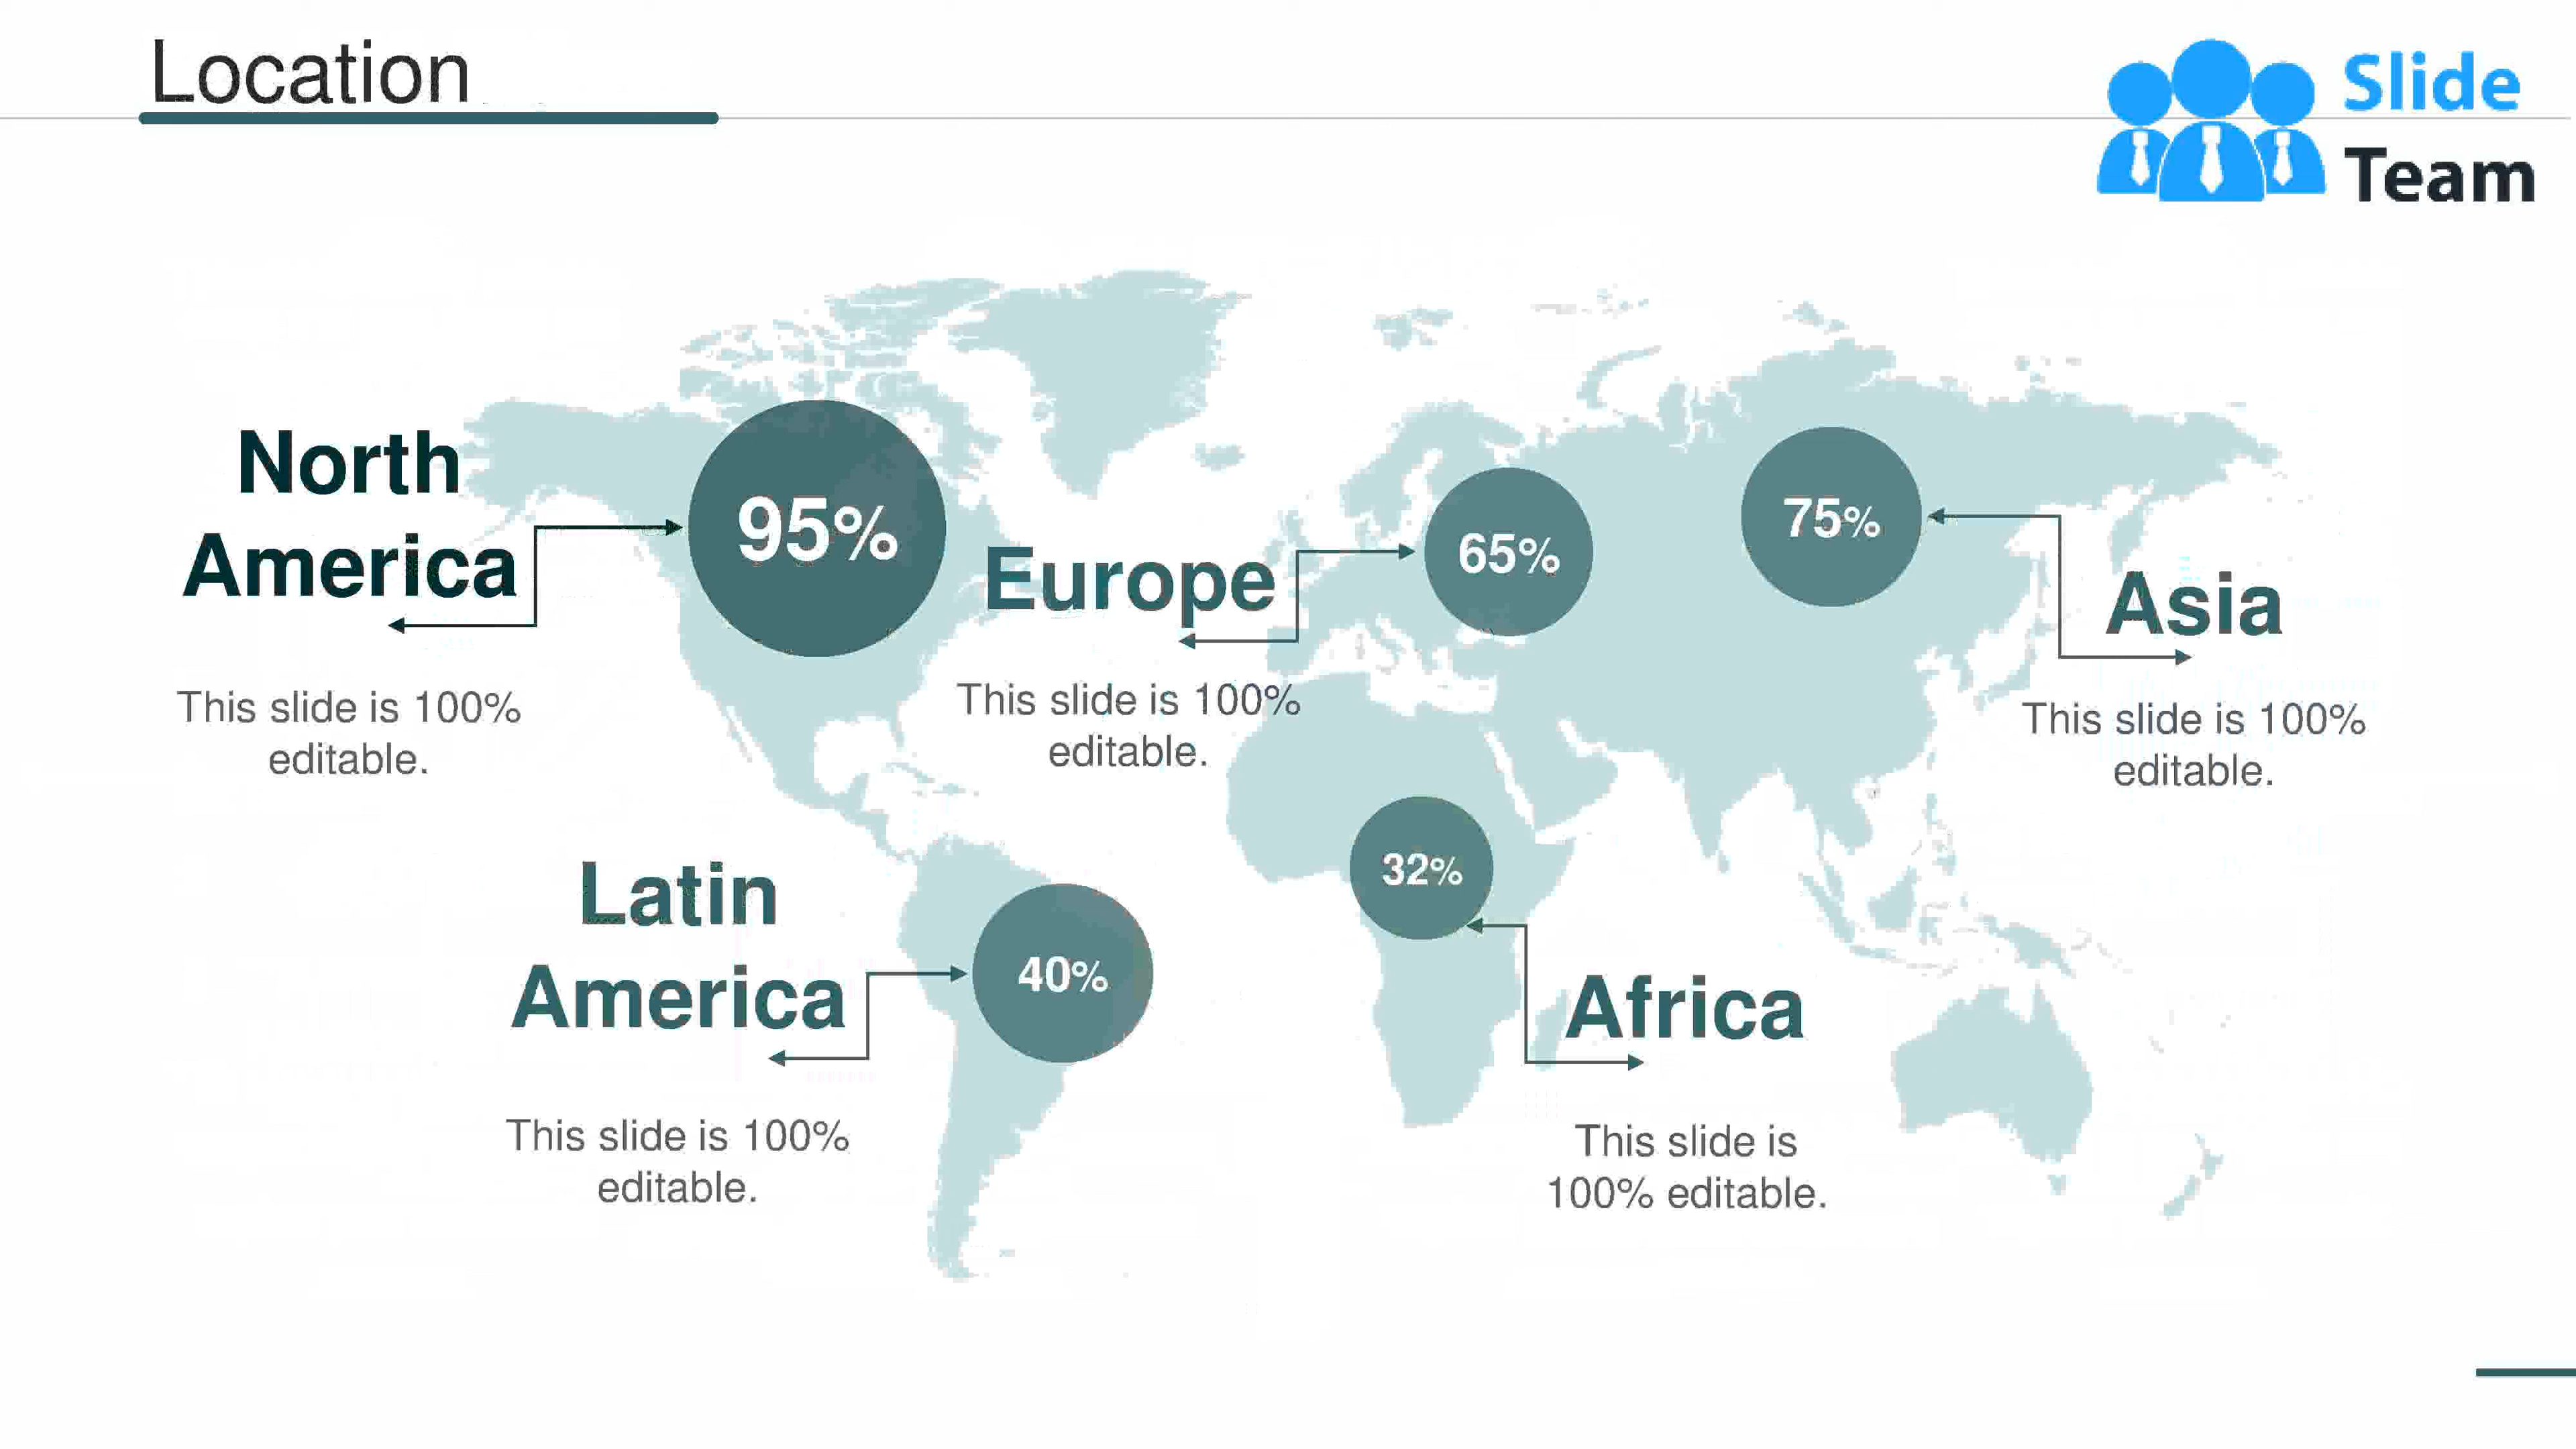 Location
Slide
Team
North
America
95%
This slide is 100%
editable.
Europe
65%
This slide is 100%
editable.
75%
Asia
This slide is 100%
editable.
Latin
America
40%
This slide is 100%
editable.
32%
Africa
This slide is
100% editable.